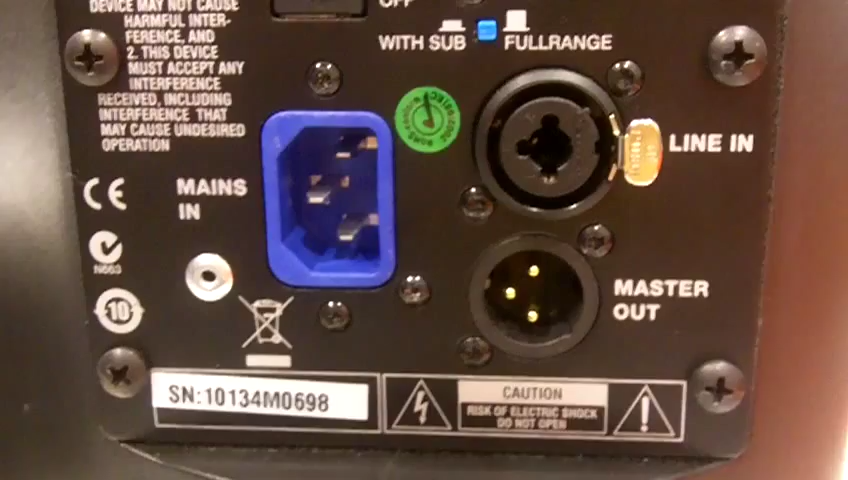 DEVICE MAY NOT CAUSE
HARMFUL INTER-
FERENCE, AND
2. THIS DEVICE
MUST ACCEPT ANY
INTERFERENCE
RECEIVED, INCLUDING
INTERFERENCE THAT
MAY CAUSE UNDESIRED
OPERATION
OFF
WITH SUB
FULLRANGE
LINE IN
MAINS
IN
CE
N663
10
MASTER
OUT
SN:10134M0698
CAUTION
RISK OF ELECTRIC SHOCK
DO NOT OPEN